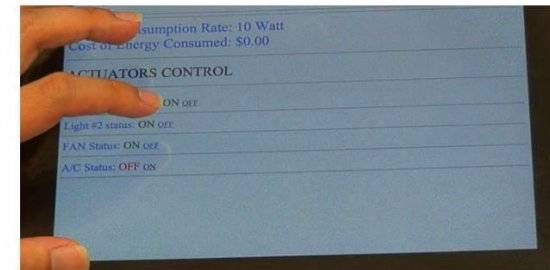 sumption Rate: 10 Watt
Cost of Energy Consumed: $0.00
ACTUATORS CONTROL
ON OFF
Light #2 status: ON OFF
FAN Status: ON OFF
A/C Status: OFF ON